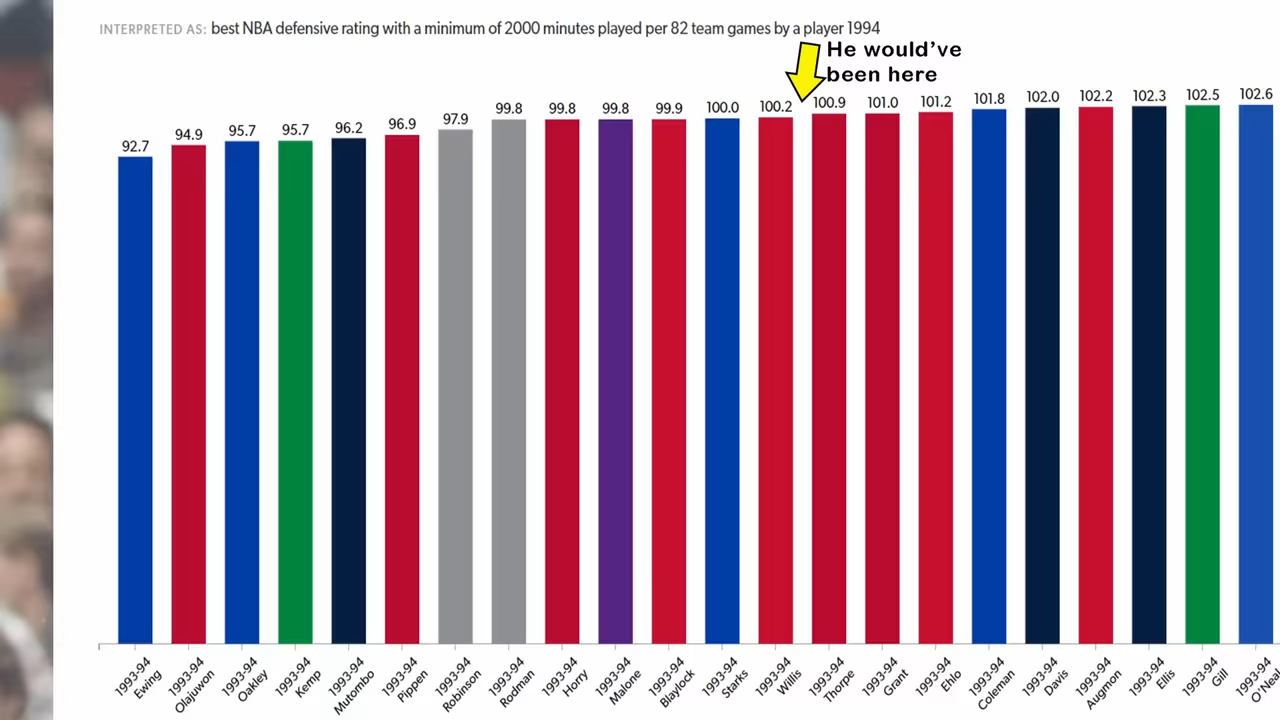 INTERPRETED AS: best NBA defensive rating with a minimum of 2000 minutes played per 82 team games by a player 1994
He would've
been here
92.7
94.9
95.7
95.7
96.2
96.9
97.9
99.8
99.8
99.8
99.9
100.0
100.2
100.9
101.0
101.2
101.8
102.0
102.2
102.3
102.5
102.6
1993-94
Ewing
1993-94
Olajuwon
1993-94
Oakley
1993-94
Kemp
1993-94
Mutombo
1993-94
Pippen
1993-94
Robinson
1993-94
Rodman
1993-94
Horry
1993-94
Malone
1993-94
Blaylock
1993-94
Starks
1993-94
Willis
1993-94
Thorpe
1993-94
Grant
1993-94
Ehlo
1993-94
Coleman
1993-94
Davis
1993-94
Augmon
1993-94
Ellis
1993-94
Gill
1993-94
O'Neal